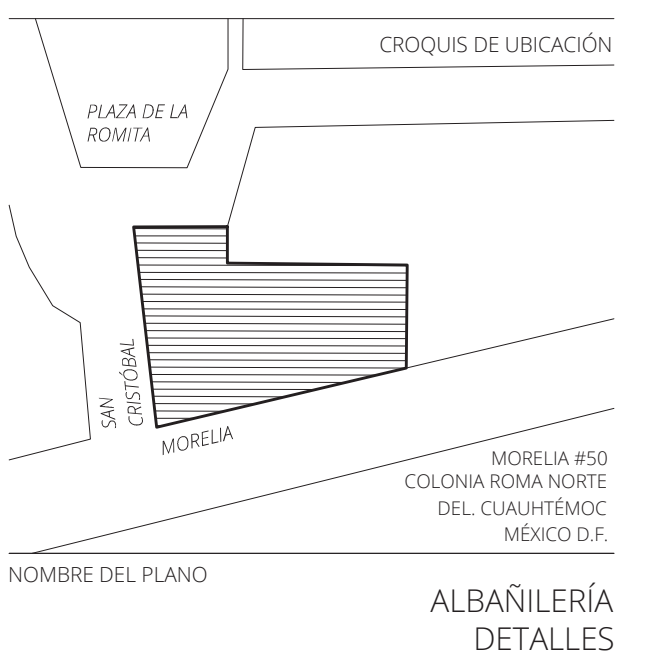 CROQUIS DE UBICACIÓN
PLAZA DE LA
ROMITA
SAN
CRISTÓBAL
MORELIA
MORELIA #50
COLONIA ROMA NORTE
DEL. CUAUHTÉMOC
MÉXICO D.F.
NOMBRE DEL PLANO
ALBAÑILERÍA
DETALLES